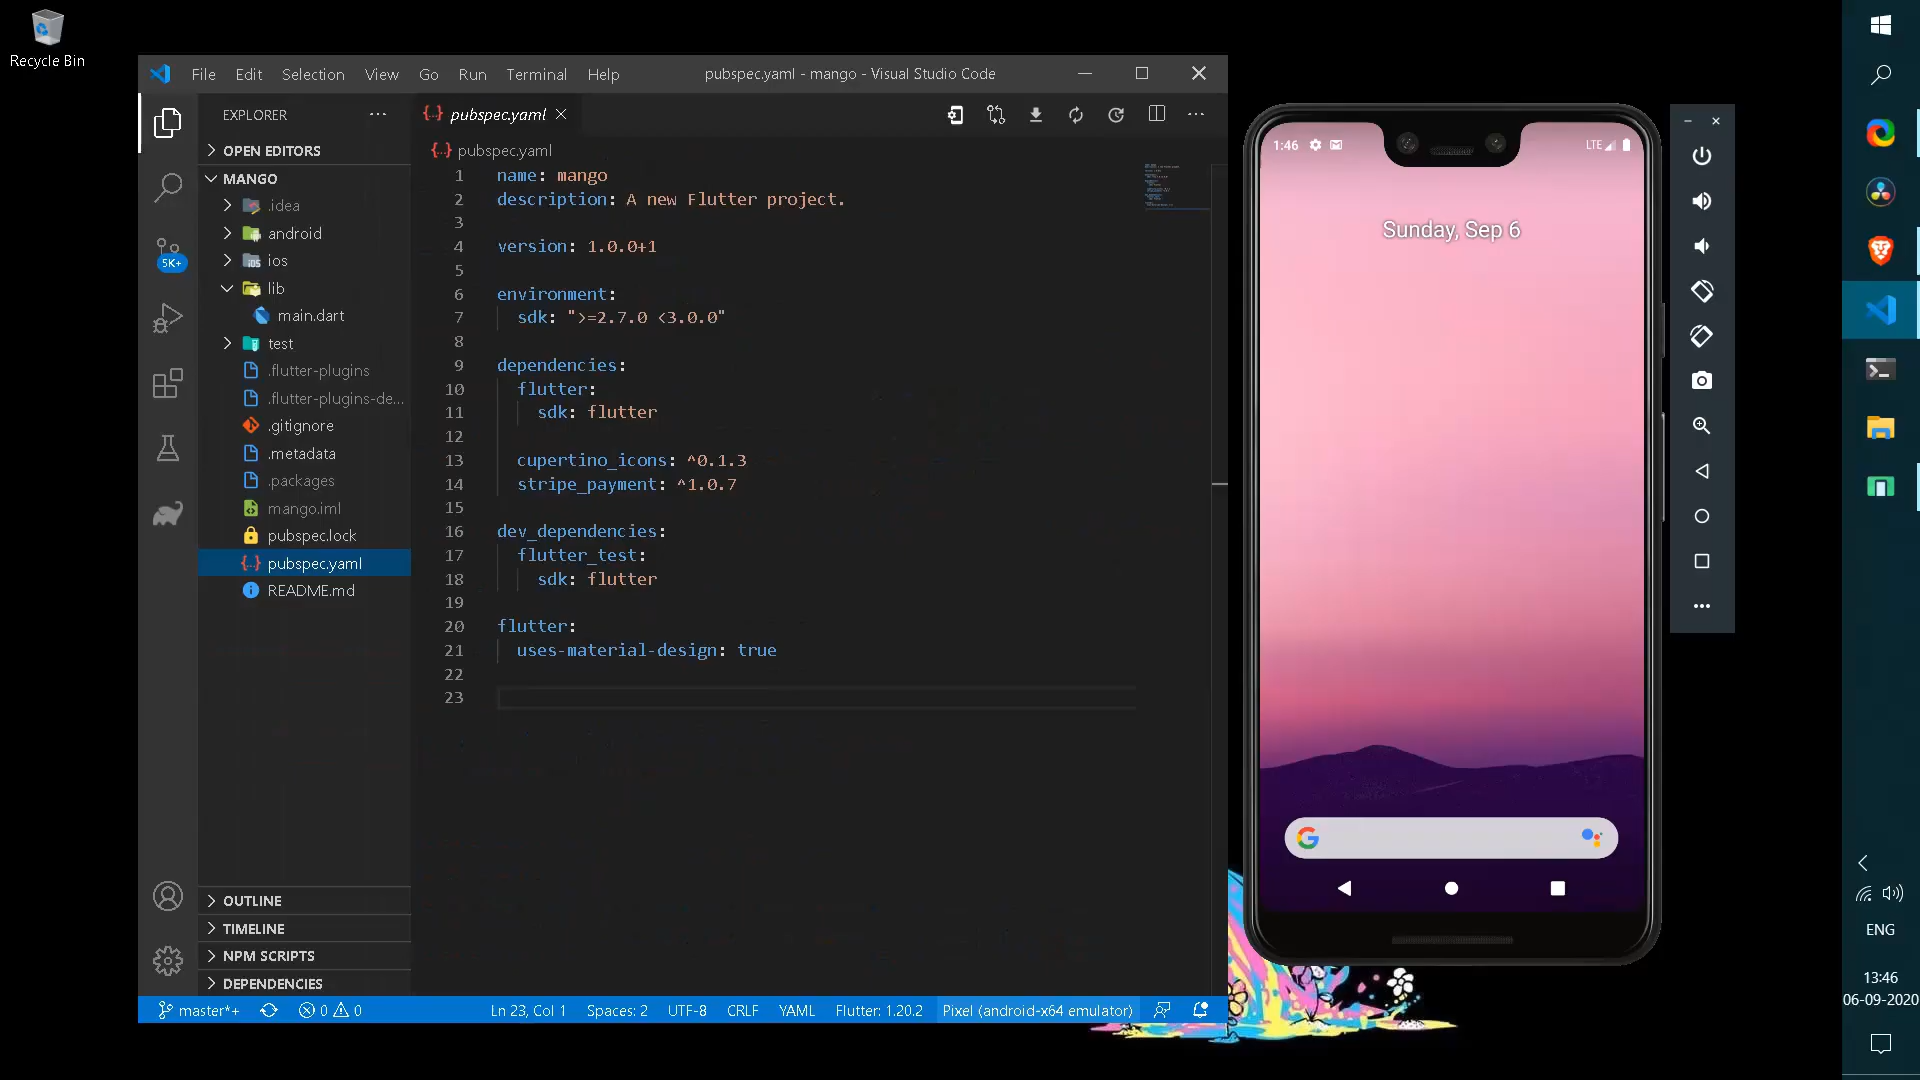 Recycle Bin
File Edit Selection View Go Run Terminal Help
pubspec.yaml - mango - Visual Studio Code
EXPLORER
OPEN EDITORS
MANGO
.idea
android
ios
lib
main.dart
test
.flutter-plugins
.flutter-plugins-de...
.gitignore
.metadata
.packages
mango.iml
pubspec.lock
pubspec.yaml
README.md
OUTLINE
TIMELINE
NPM SCRIPTS
DEPENDENCIES
5K+
{..} pubspec.yaml
{..} pubspec.yaml
1 name: mango
2 description: A new Flutter project.
3
4 version: 1.0.0+1
5
6 environment:
7 sdk: ">=2.7.0 <3.0.0"
8
9 dependencies:
10 flutter:
11 sdk: flutter
12
13 cupertino_icons: ^0.1.3
14 stripe_payment: ^1.0.7
15
16 dev_dependencies:
17 flutter_test:
18 sdk: flutter
19
20 flutter:
21 uses-material-design: true
22
23
master*+ 0 0 Ln 23, Col 1 Spaces: 2 UTF-8 CRLF YAML Flutter: 1.20.2 Pixel (android-x64 emulator)
1:46 LTE
Sunday, Sep 6
ENG
13:46
06-09-2020